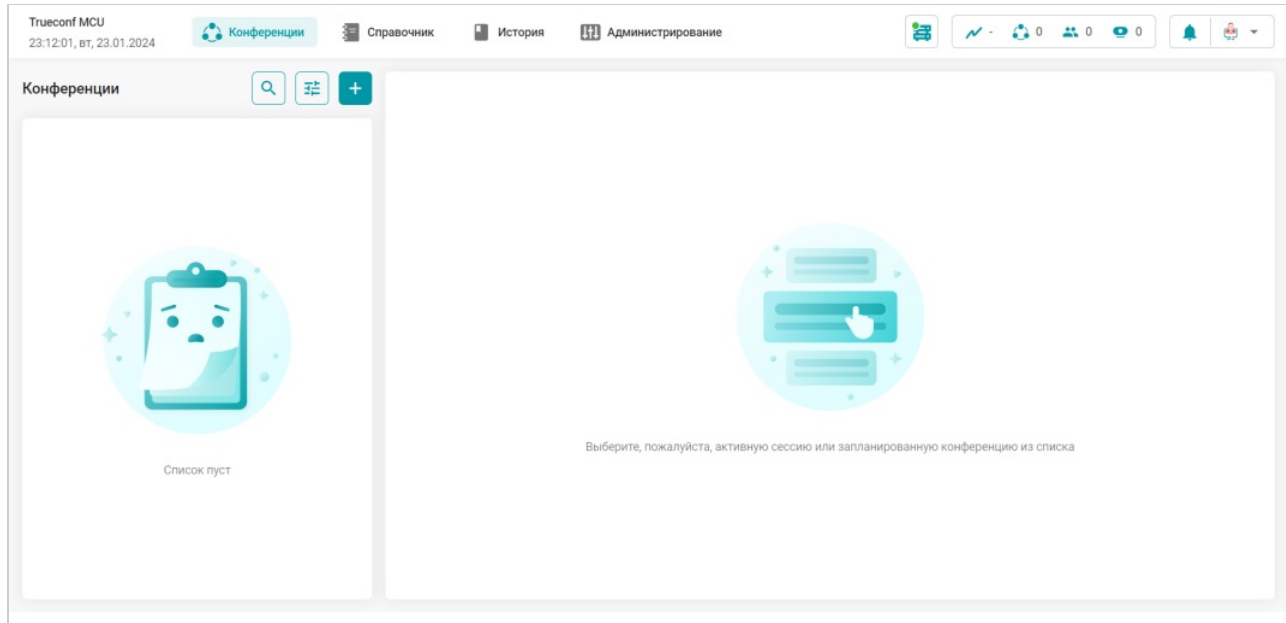 Trueconf MCU
23:12:01, вт, 23.01.2024
Конференции
Справочник
История
Администрирование
- 0 0 0
Конференции
Список пуст
Выберите, пожалуйста, активную сессию или запланированную конференцию из списка